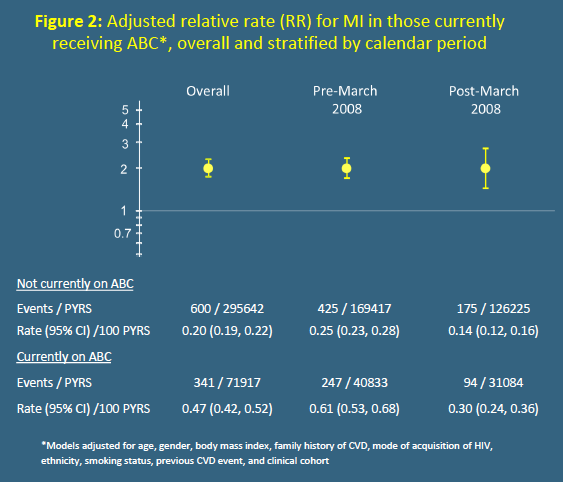 Figure 2: Adjusted relative rate (RR) for MI in those currently
receiving ABC*, overall and stratified by calendar period
Overall
Pre-March
2008
Post-March
2008
5
4
3
2
1
0.7
Not currently on ABC
Events / PYRS 600 / 295642 425 / 169417 175 / 126225
Rate (95% CI) /100 PYRS 0.20 (0.19, 0.22) 0.25 (0.23, 0.28) 0.14 (0.12, 0.16)
Currently on ABC
Events / PYRS 341 / 71917 247 / 40833 94 / 31084
Rate (95% CI) /100 PYRS 0.47 (0.42, 0.52) 0.61 (0.53, 0.68) 0.30 (0.24, 0.36)
*Models adjusted for age, gender, body mass index, family history of CVD, mode of acquisition of HIV,
ethnicity, smoking status, previous CVD event, and clinical cohort